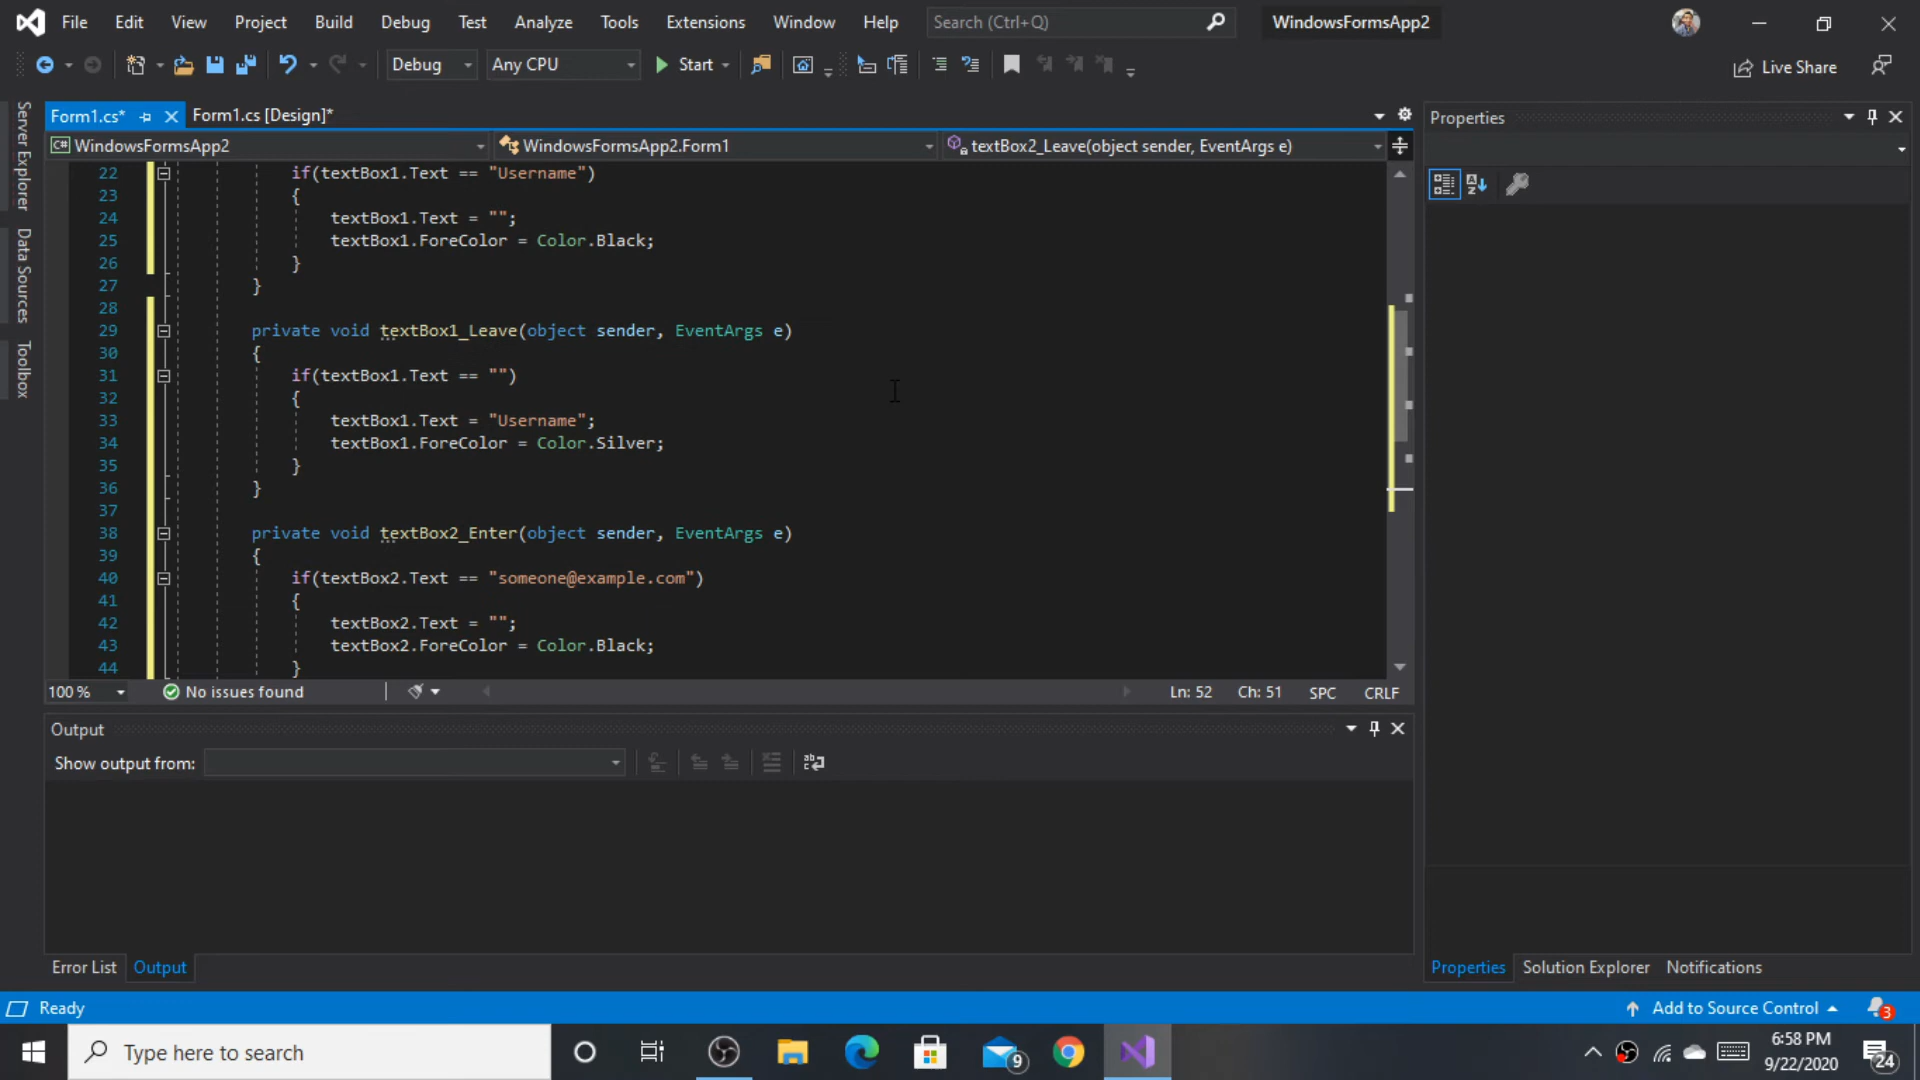 File Edit View Project Build Debug Test Analyze Tools Extensions Window Help Search (Ctrl+Q) WindowsFormsApp2
Debug Any CPU Start Live Share
Server Explorer
Data Sources
Toolbox
Form1.cs* Form1.cs [Design]*
C# WindowsFormsApp2 WindowsFormsApp2.Form1 textBox2_Leave(object sender, EventArgs e)
22 if(textBox1.Text == "Username")
23 {
24 textBox1.Text = "";
25 textBox1.ForeColor = Color.Black;
26 }
27 }
28
29 private void textBox1_Leave(object sender, EventArgs e)
30 {
31 if(textBox1.Text == "")
32 {
33 textBox1.Text = "Username";
34 textBox1.ForeColor = Color.Silver;
35 }
36 }
37
38 private void textBox2_Enter(object sender, EventArgs e)
39 {
40 if(textBox2.Text == "someone@example.com")
41 {
42 textBox2.Text = "";
43 textBox2.ForeColor = Color.Black;
44 }
100 % No issues found Ln: 52 Ch: 51 SPC CRLF
Output
Show output from:
Error List Output
Properties
Properties Solution Explorer Notifications
Ready Add to Source Control 3
Type here to search 9
6:58 PM
9/22/2020
24